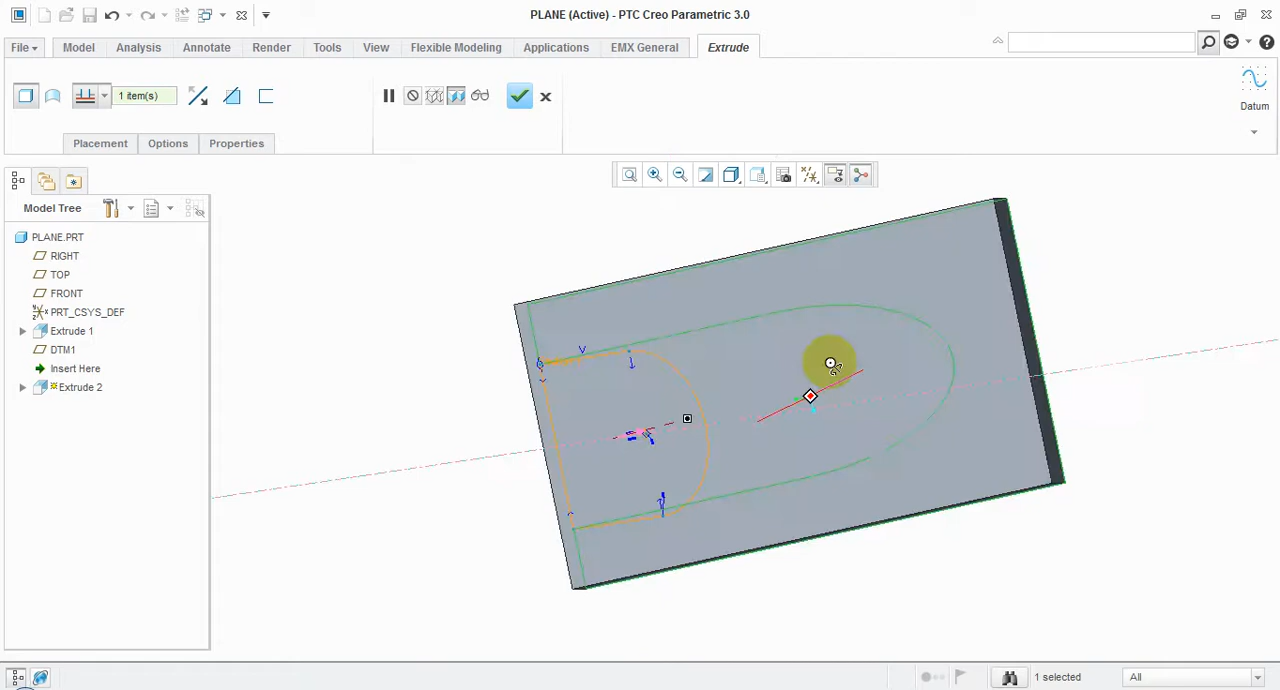 PLANE (Active) - PTC Creo Parametric 3.0
File Model Analysis Annotate Render Tools View Flexible Modeling Applications EMX General Extrude
1 item(s)
Datum
Placement Options Properties
Model Tree
PLANE.PRT
RIGHT
TOP
FRONT
PRT_CSYS_DEF
Extrude 1
DTM1
Insert Here
Extrude 2
V
1 selected
All